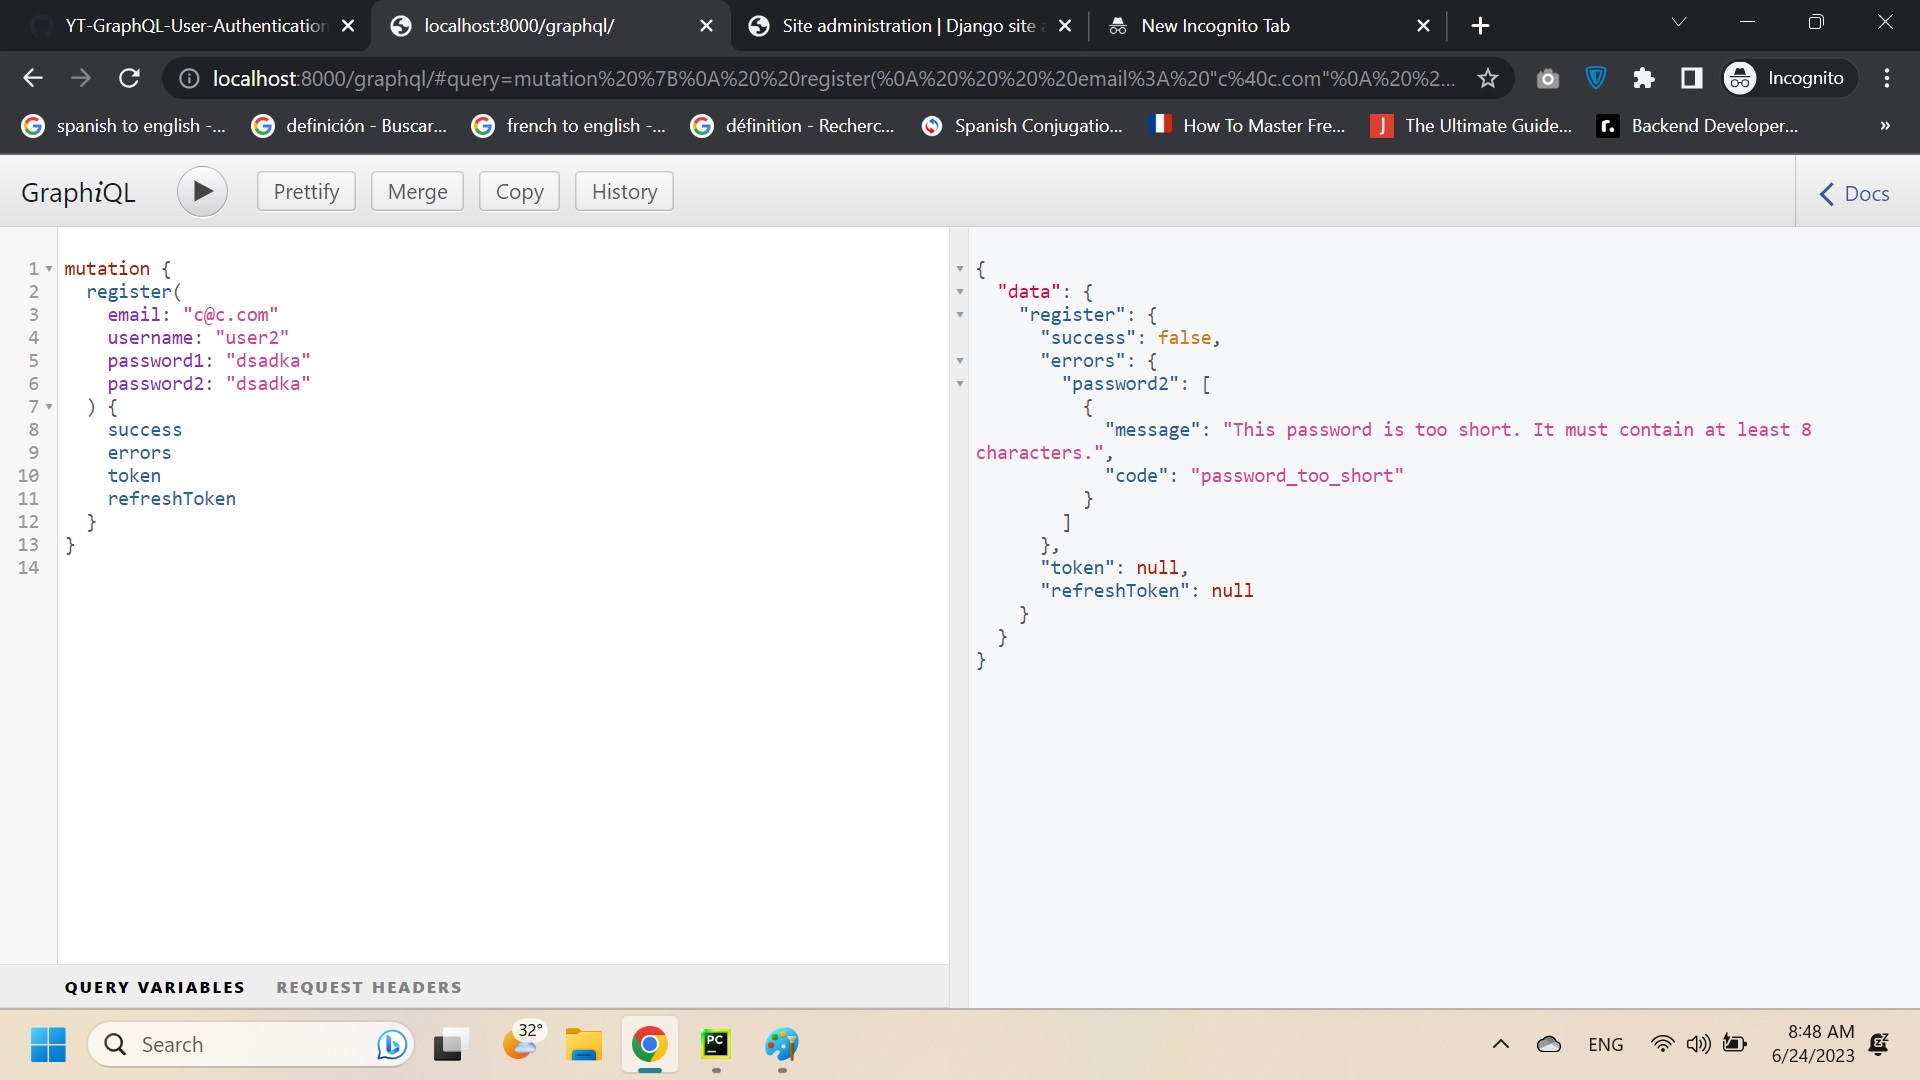 YT-GraphQL-User-Authentication
localhost:8000/graphql/
Site administration | Django site a
New Incognito Tab
localhost:8000/graphql/#query=mutation%20%7B%0A%20%20register(%0A%20%20%20%20email%3A%20"c%40c.com"%0A%20%2...
Incognito
spanish to english -...
definición - Buscar...
french to english -...
définition - Recherc...
Spanish Conjugatio...
How To Master Fre...
J
The Ultimate Guide...
r.
Backend Developer...
»
GraphiQL
Prettify
Merge
Copy
History
Docs
1 mutation {
2 register(
3 email: "c@c.com"
4 username: "user2"
5 password1: "dsadka"
6 password2: "dsadka"
7 ) {
8 success
9 errors
10 token
11 refreshToken
12 }
13 }
14
{
"data": {
"register": {
"success": false,
"errors": {
"password2": [
{
"message": "This password is too short. It must contain at least 8
characters.",
"code": "password_too_short"
}
]
},
"token": null,
"refreshToken": null
}
}
}
QUERY VARIABLES
REQUEST HEADERS
Search
32°
PC
ENG
8:48 AM
6/24/2023